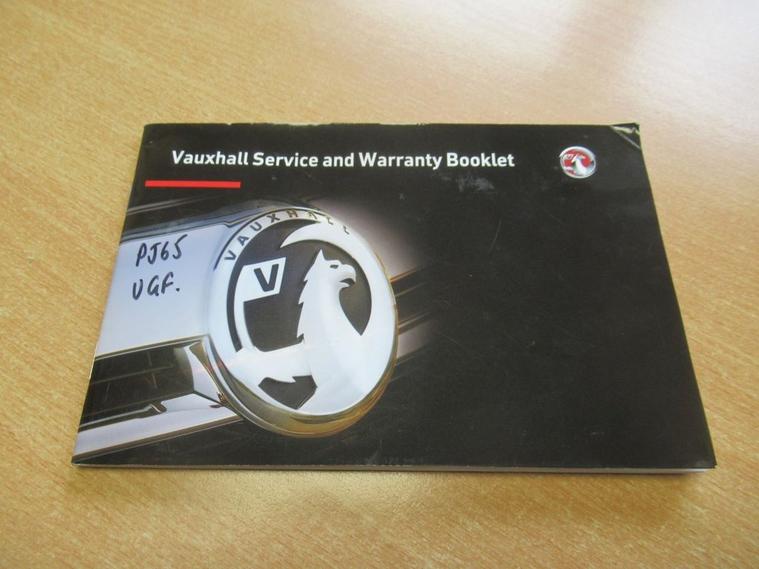 Vauxhall Service and Warranty Booklet
VAUXHALL
V
PJ65
UGF.